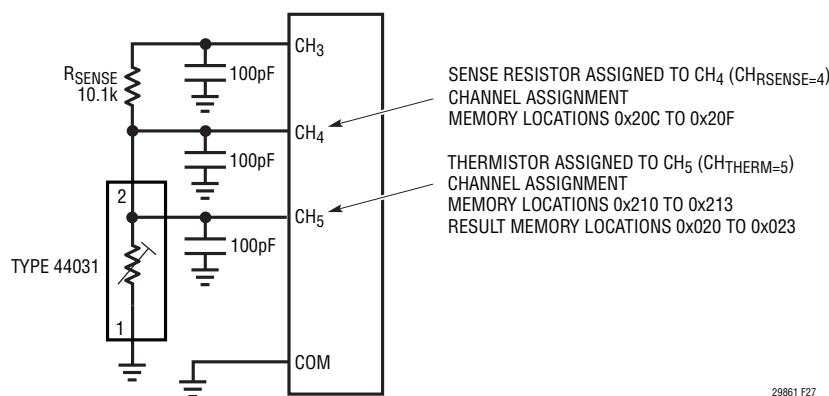 CH3
RSENSE
10.1k
100pF
CH4
100pF
2
CH5
100pF
TYPE 44031
1
COM
SENSE RESISTOR ASSIGNED TO CH4 (CHRSENSE=4)
CHANNEL ASSIGNMENT
MEMORY LOCATIONS 0x20C TO 0x20F
THERMISTOR ASSIGNED TO CH5 (CHTHERM=5)
CHANNEL ASSIGNMENT
MEMORY LOCATIONS 0x210 TO 0x213
RESULT MEMORY LOCATIONS 0x020 TO 0x023
29861 F27